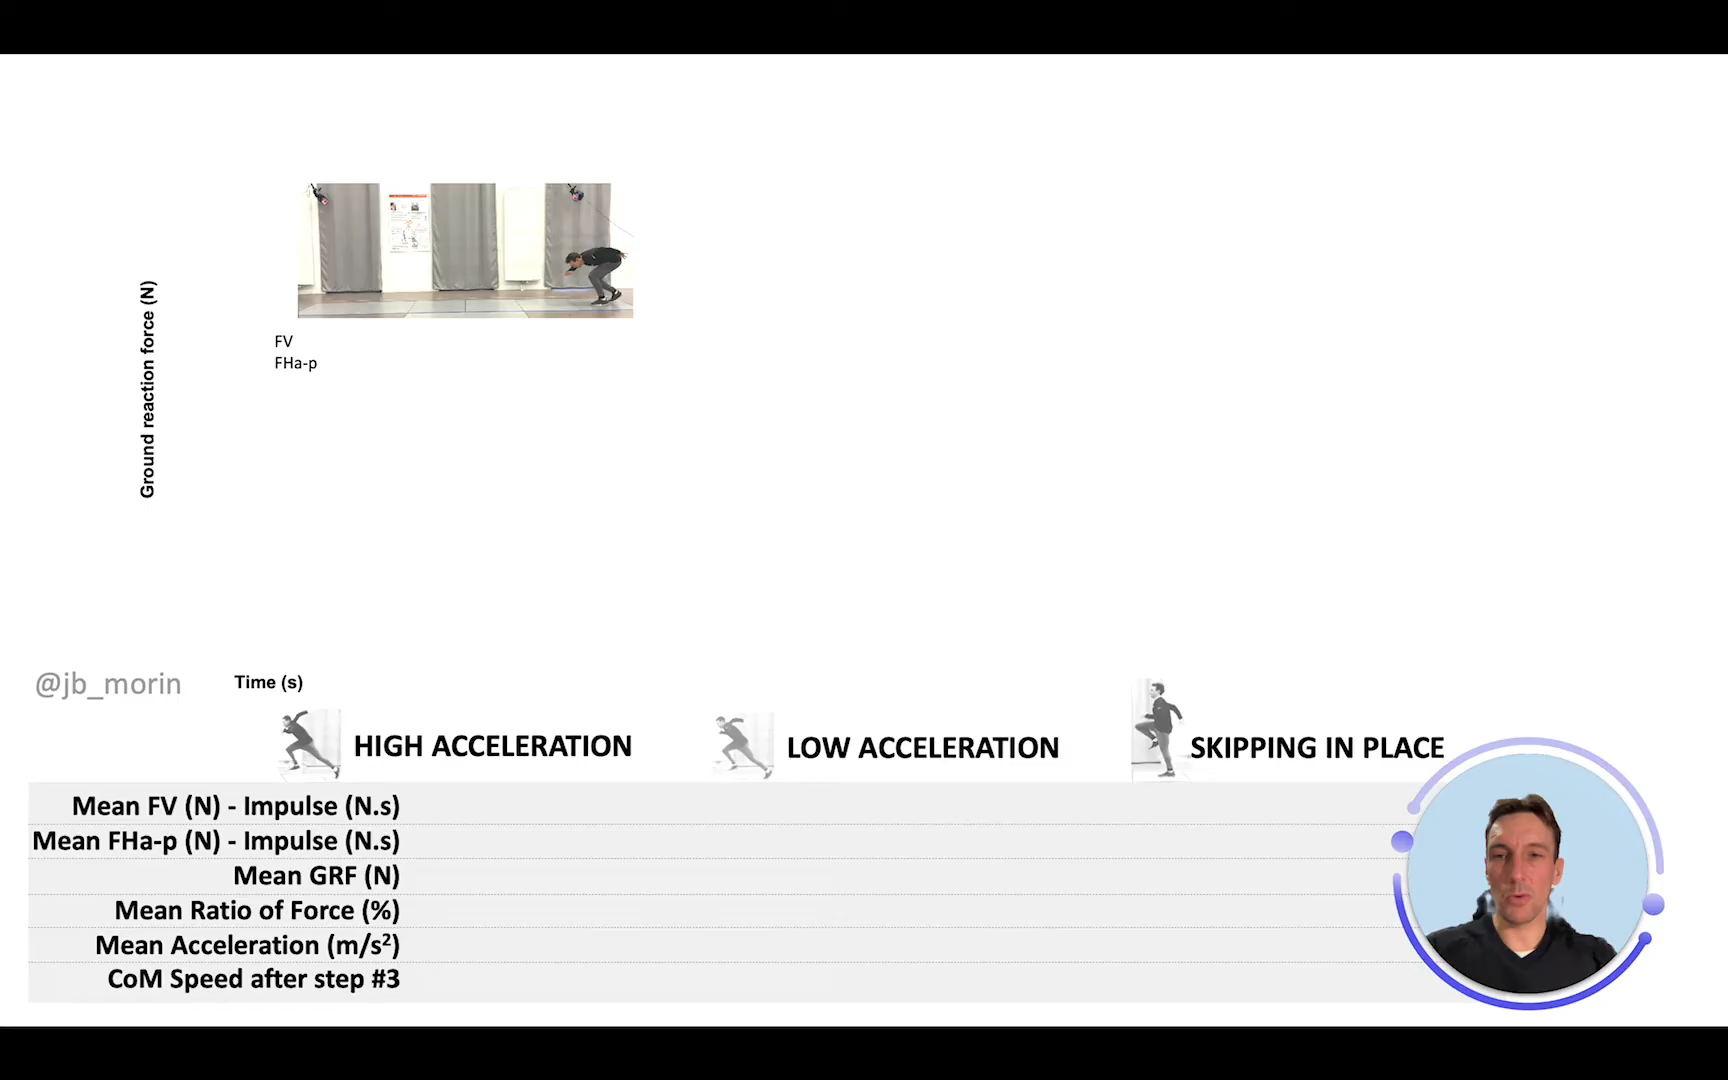 Ground reaction force (N)
FV
FHa-p
@jb_morin
Time (s)
HIGH ACCELERATION
LOW ACCELERATION
SKIPPING IN PLACE
Mean FV (N) - Impulse (N.s)
Mean FHa-p (N) - Impulse (N.s)
Mean GRF (N)
Mean Ratio of Force (%)
Mean Acceleration (m/s²)
CoM Speed after step #3